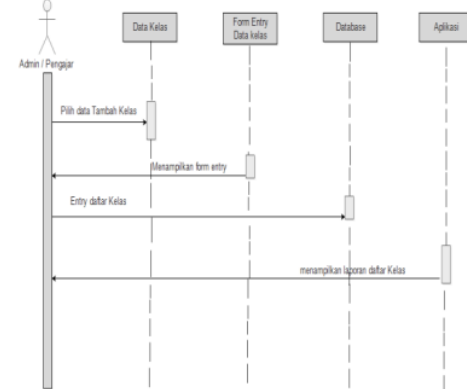 Data Kelas
Form Entry
Data kelas
Database
Aplikasi
Admin / Pengajar
Pilih data Tambah Kelas
Menampilkan form entry
Entry daftar Kelas
menampilkan laporan daftar Kelas